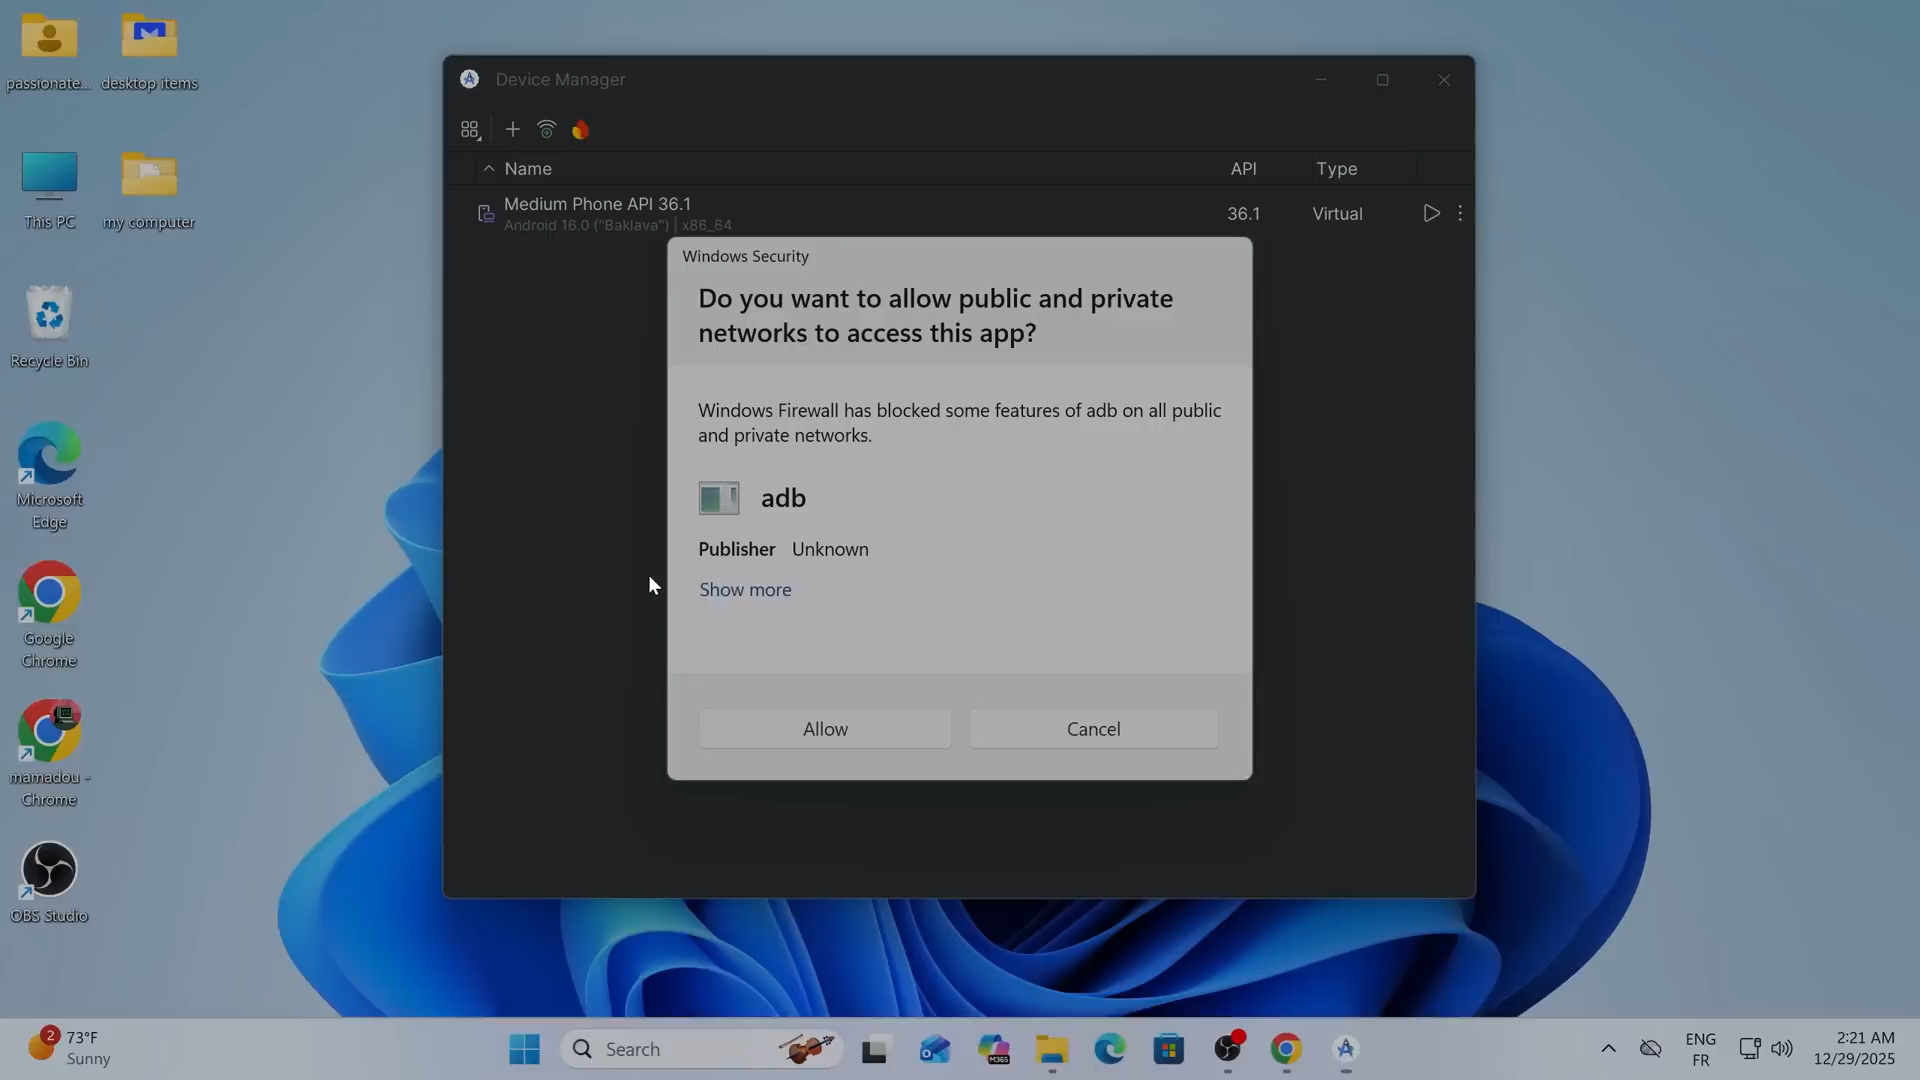 passionate...
desktop items
This PC
my computer
Recycle Bin
Microsoft
Edge
Google
Chrome
mamadou -
Chrome
OBS Studio
Device Manager
Name
API
Type
Medium Phone API 36.1
Android 16.0 ("Baklava") | x86_64
36.1
Virtual
Windows Security
Do you want to allow public and private
networks to access this app?
Windows Firewall has blocked some features of adb on all public
and private networks.
adb
Publisher Unknown
Show more
Allow
Cancel
2
73°F
Sunny
Search
M365
ENG
FR
2:21 AM
12/29/2025